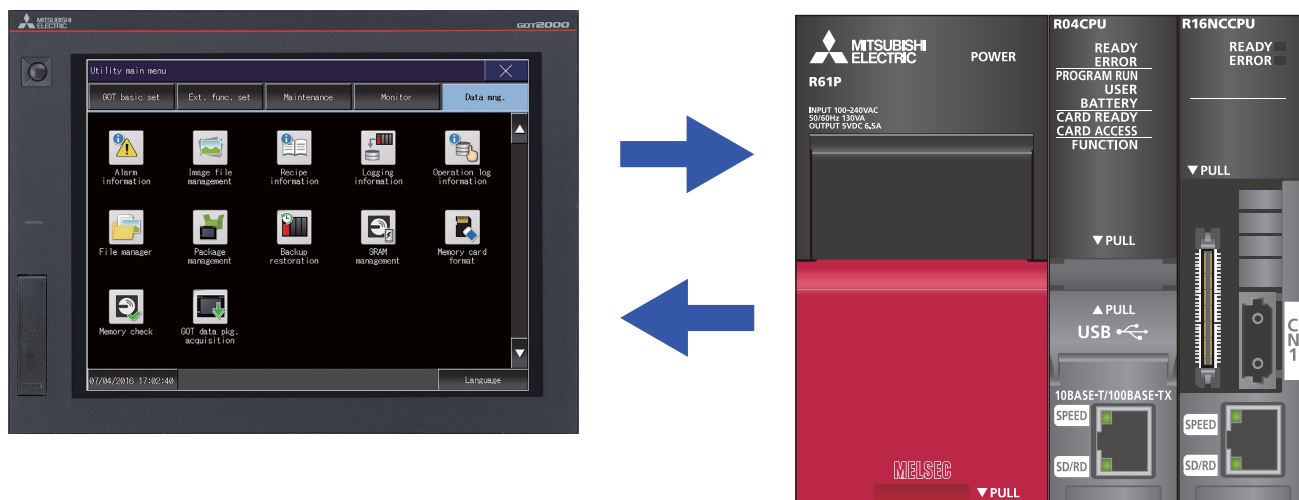 MITSUBISHI
ELECTRIC
GOT2000
Utility main menu
GOT basic set
Ext. func. set
Maintenance
Monitor
Data mng.
Alarm
information
Image file
management
Recipe
information
Logging
information
Operation log
information
File manager
Package
management
Backup
restoration
SRAM
management
Memory card
format
Memory check
GOT data pkg.
acquisition
07/04/2016 17:02:40
Language
MITSUBISHI
ELECTRIC
POWER
R61P
INPUT 100-240VAC
50/60Hz 130VA
OUTPUT 5VDC 6.5A
MELSEC
▼PULL
R04CPU
READY
ERROR
PROGRAM RUN
USER
BATTERY
CARD READY
CARD ACCESS
FUNCTION
▼PULL
▲PULL
USB
10BASE-T/100BASE-TX
SPEED
SD/RD
R16NCCPU
READY
ERROR
▼PULL
CN1
SPEED
SD/RD